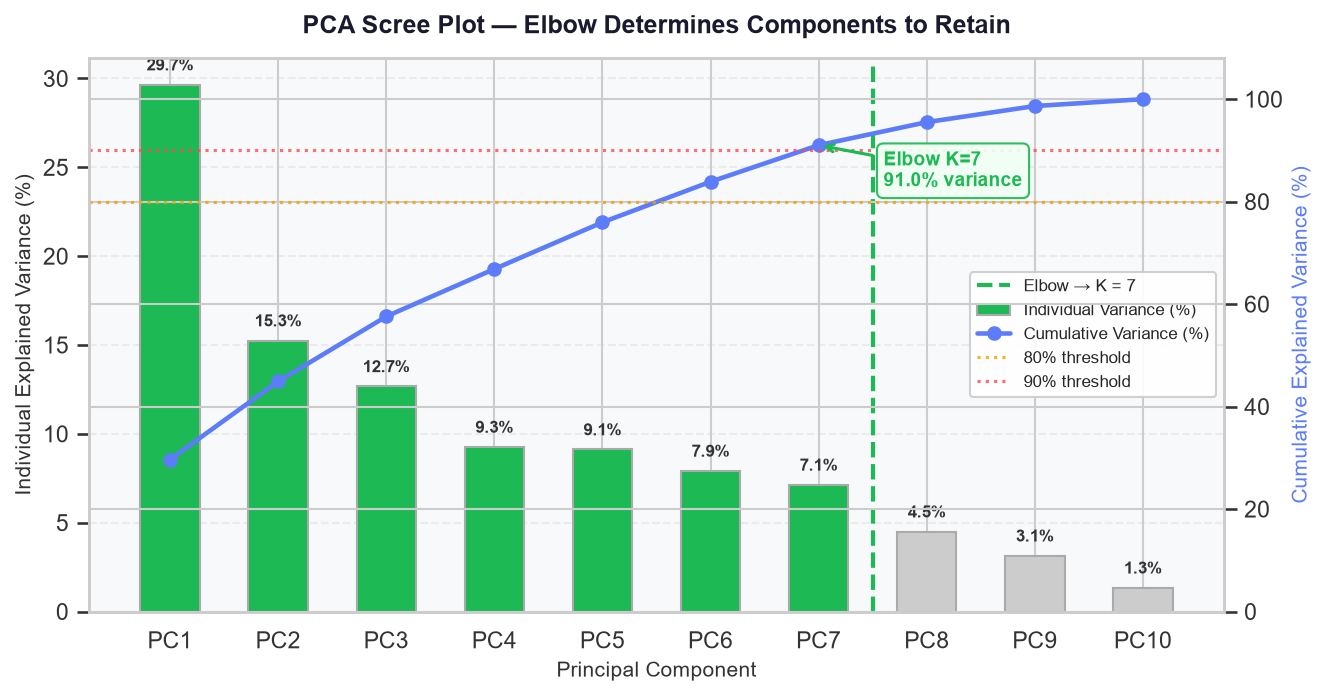 PCA Scree Plot — Elbow Determines Components to Retain
Individual Explained Variance (%)
30
25
20
15
10
5
0
29.7%
15.3%
12.7%
9.3%
9.1%
7.9%
7.1%
4.5%
3.1%
1.3%
Elbow K=7
91.0% variance
Elbow → K = 7
Individual Variance (%)
Cumulative Variance (%)
80% threshold
90% threshold
100
80
60
40
20
0
Cumulative Explained Variance (%)
PC1 PC2 PC3 PC4 PC5 PC6 PC7 PC8 PC9 PC10
Principal Component